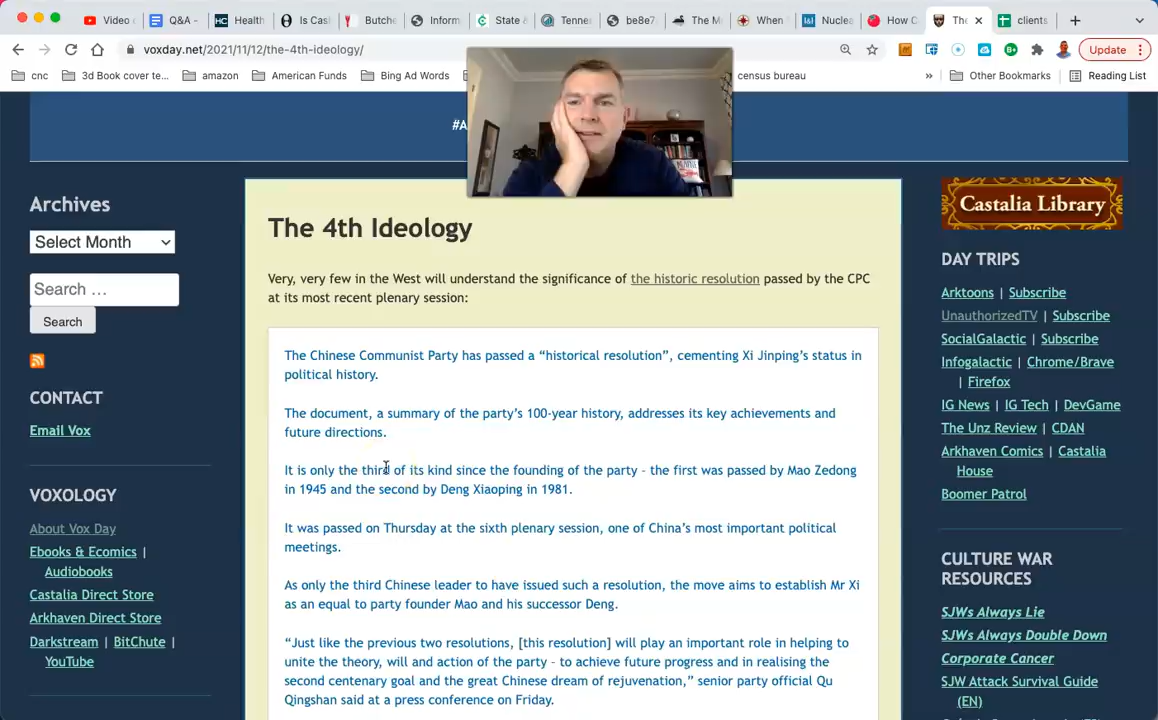 Video
Q&A -
Health
Is Cas
Butche
Inform
State &
Tenne
be8e7
The M
When
Nuclea
How C
The
clients
voxday.net/2021/11/12/the-4th-ideology/
Update
cnc
3d Book cover te...
amazon
American Funds
Bing Ad Words
census bureau
Other Bookmarks
Reading List
#A
Archives
Select Month
Search ...
Search
CONTACT
Email Vox
VOXOLOGY
About Vox Day
Ebooks & Ecomics |
Audiobooks
Castalia Direct Store
Arkhaven Direct Store
Darkstream | BitChute |
YouTube
The 4th Ideology
Very, very few in the West will understand the significance of the historic resolution passed by the CPC
at its most recent plenary session:
The Chinese Communist Party has passed a “historical resolution”, cementing Xi Jinping’s status in
political history.
The document, a summary of the party’s 100-year history, addresses its key achievements and
future directions.
It is only the third of its kind since the founding of the party - the first was passed by Mao Zedong
in 1945 and the second by Deng Xiaoping in 1981.
It was passed on Thursday at the sixth plenary session, one of China’s most important political
meetings.
As only the third Chinese leader to have issued such a resolution, the move aims to establish Mr Xi
as an equal to party founder Mao and his successor Deng.
“Just like the previous two resolutions, [this resolution] will play an important role in helping to
unite the theory, will and action of the party - to achieve future progress and in realising the
second centenary goal and the great Chinese dream of rejuvenation,” senior party official Qu
Qingshan said at a press conference on Friday.
Castalia Library
DAY TRIPS
Arktoons | Subscribe
UnauthorizedTV | Subscribe
SocialGalactic | Subscribe
Infogalactic | Chrome/Brave
| Firefox
IG News | IG Tech | DevGame
The Unz Review | CDAN
Arkhaven Comics | Castalia
House
Boomer Patrol
CULTURE WAR
RESOURCES
SJWs Always Lie
SJWs Always Double Down
Corporate Cancer
SJW Attack Survival Guide
(EN)